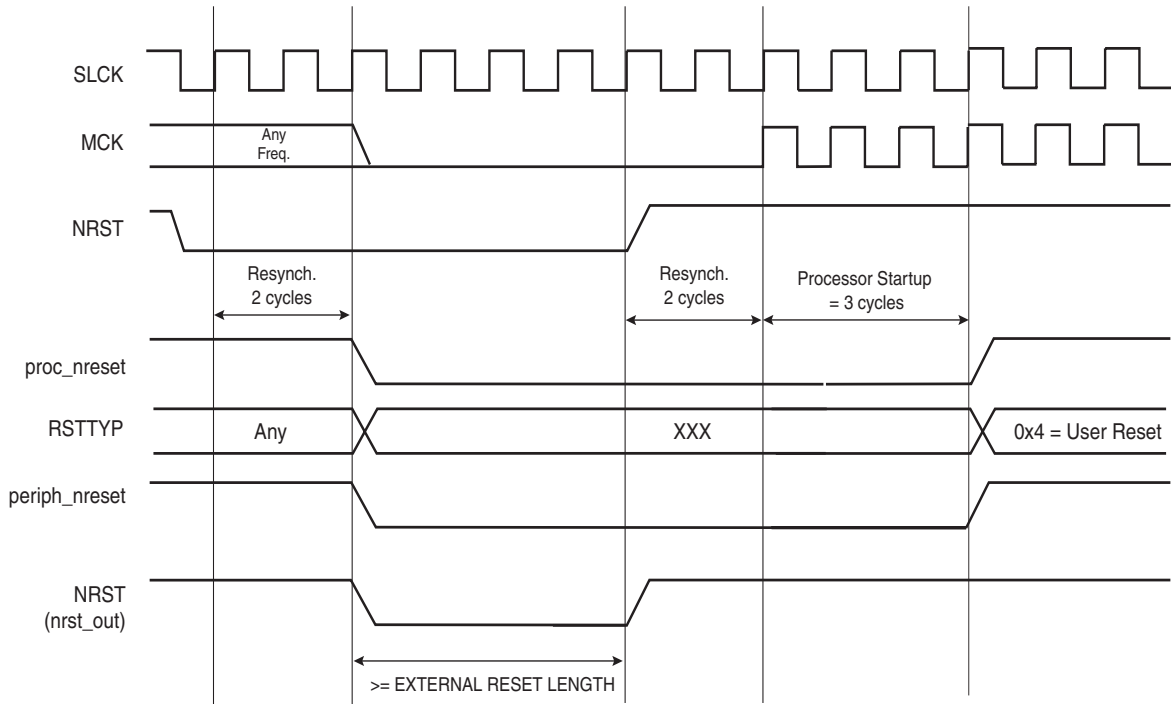 SLCK
MCK
Any
Freq.
NRST
Resynch.
2 cycles
Resynch.
2 cycles
Processor Startup
= 3 cycles
proc_nreset
RSTTYP
Any
XXX
0x4 = User Reset
periph_nreset
NRST
(nrst_out)
>= EXTERNAL RESET LENGTH